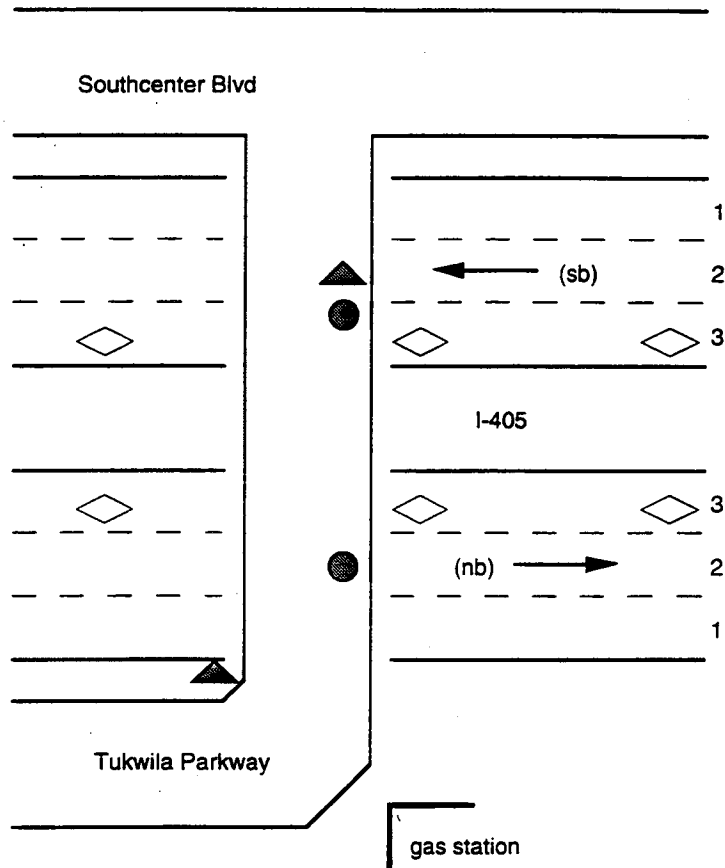 Southcenter Blvd
1
(sb)
2
3
I-405
3
(nb)
2
1
Tukwila Parkway
gas station